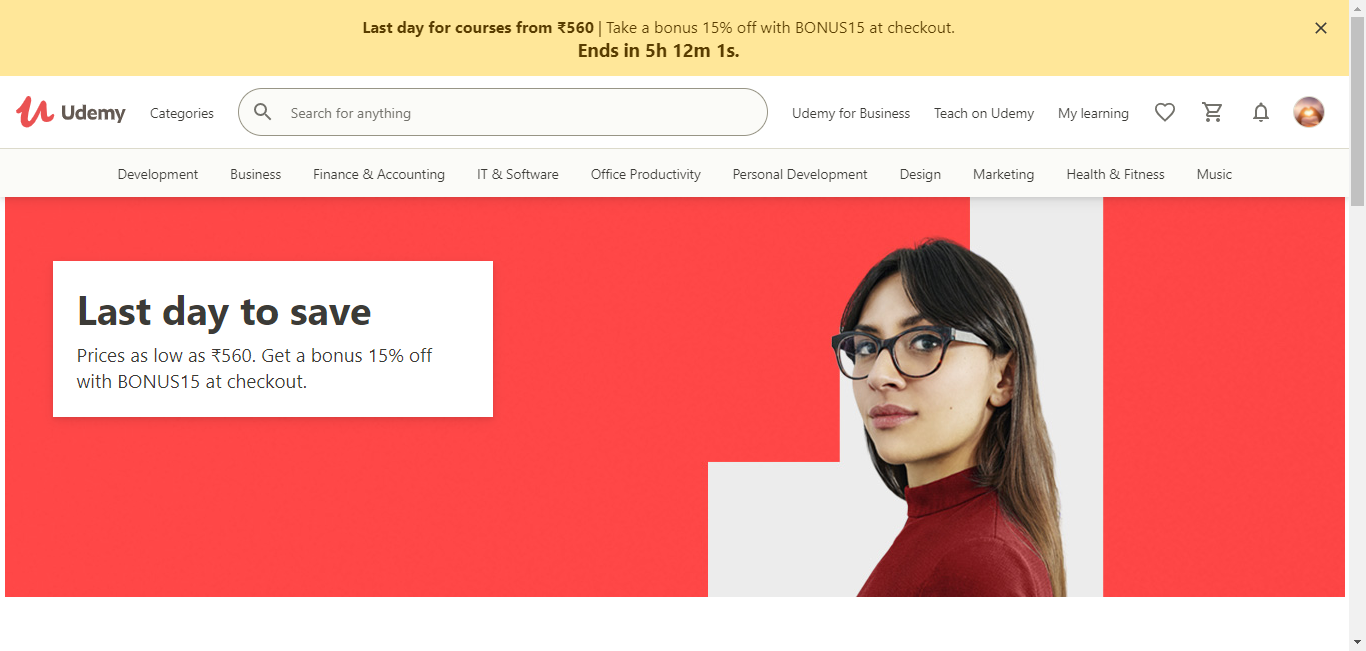 Last day for courses from ₹560 | Take a bonus 15% off with BONUS15 at checkout.
Ends in 5h 12m 1s.
Udemy
Categories
Search for anything
Udemy for Business
Teach on Udemy
My learning
Development
Business
Finance & Accounting
IT & Software
Office Productivity
Personal Development
Design
Marketing
Health & Fitness
Music
Last day to save
Prices as low as ₹560. Get a bonus 15% off
with BONUS15 at checkout.